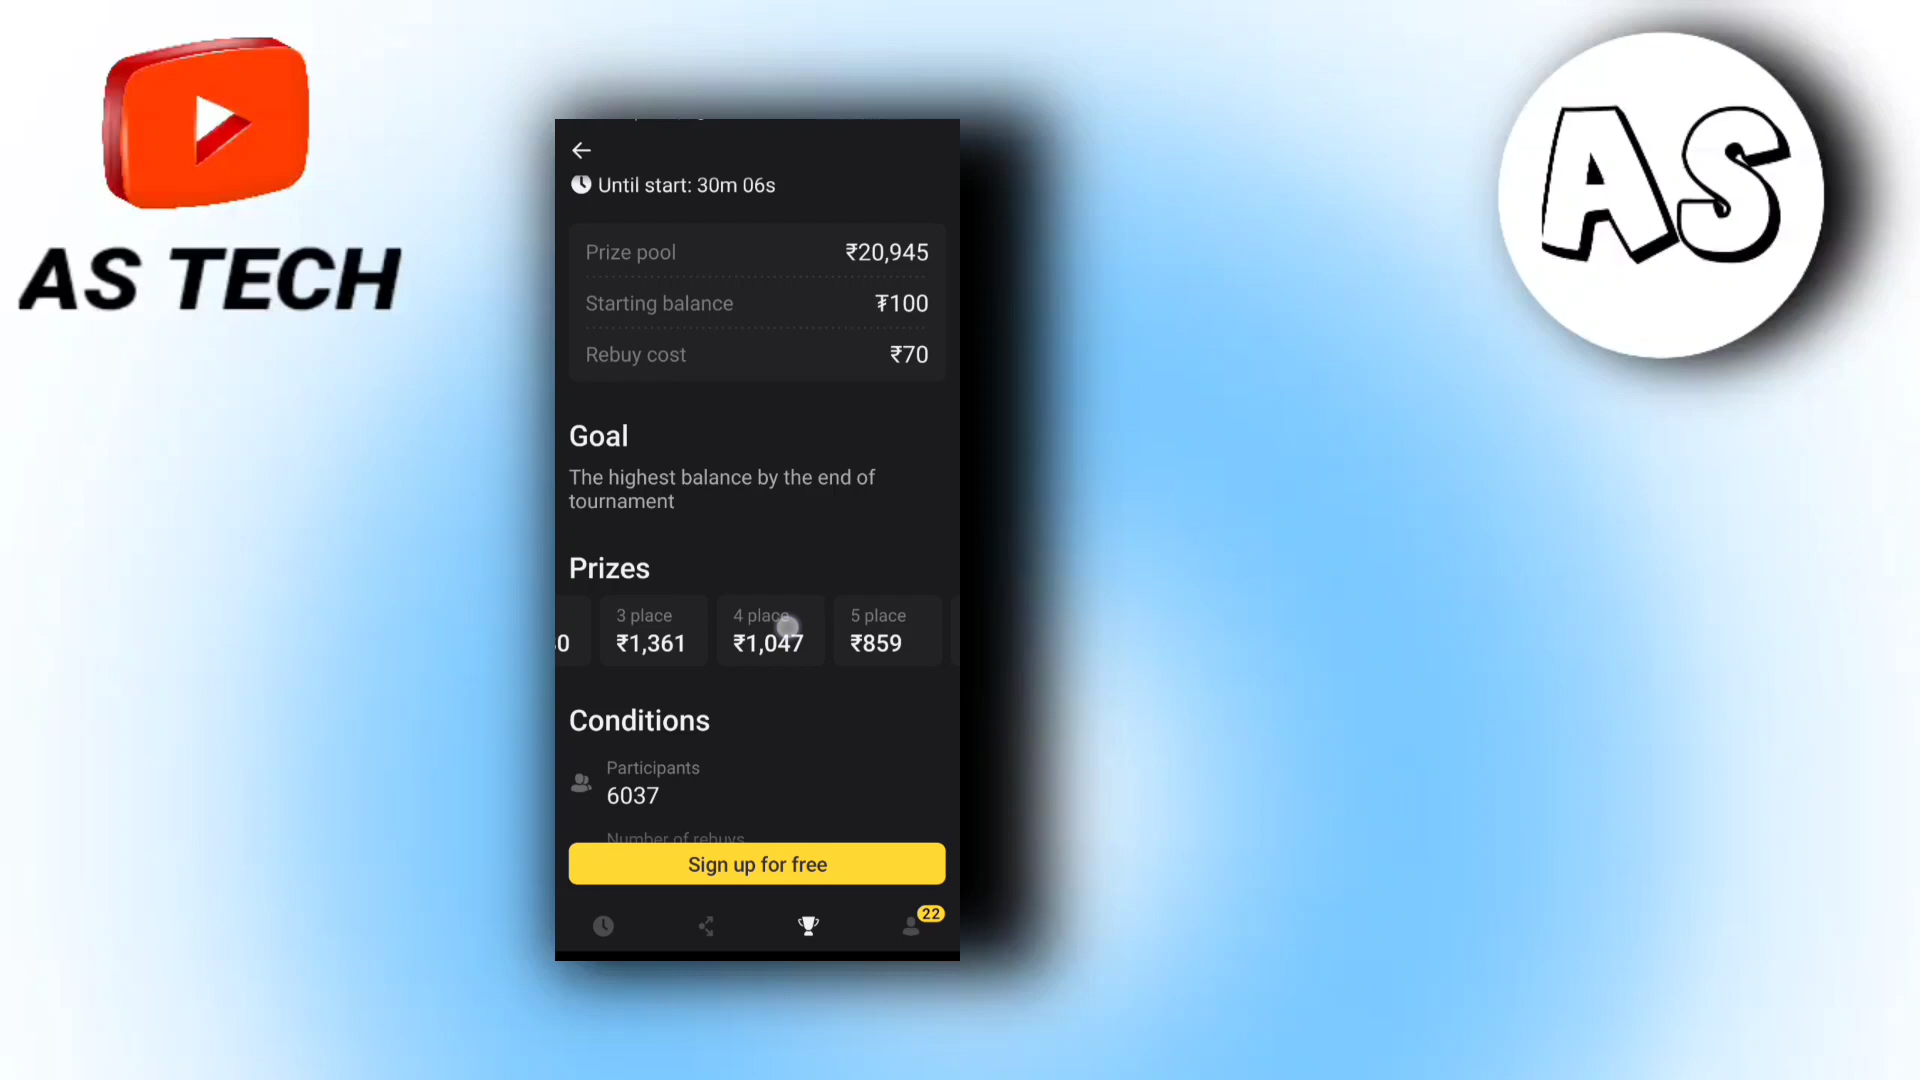 AS TECH
AS
Until start: 30m 06s
Prize pool ₹20,945
Starting balance ₮100
Rebuy cost ₹70
Goal
The highest balance by the end of
tournament
Prizes
3 place 4 place 5 place
0 ₹1,361 ₹1,047 ₹859
Conditions
Participants
6037
Number of rebuys
Sign up for free
22